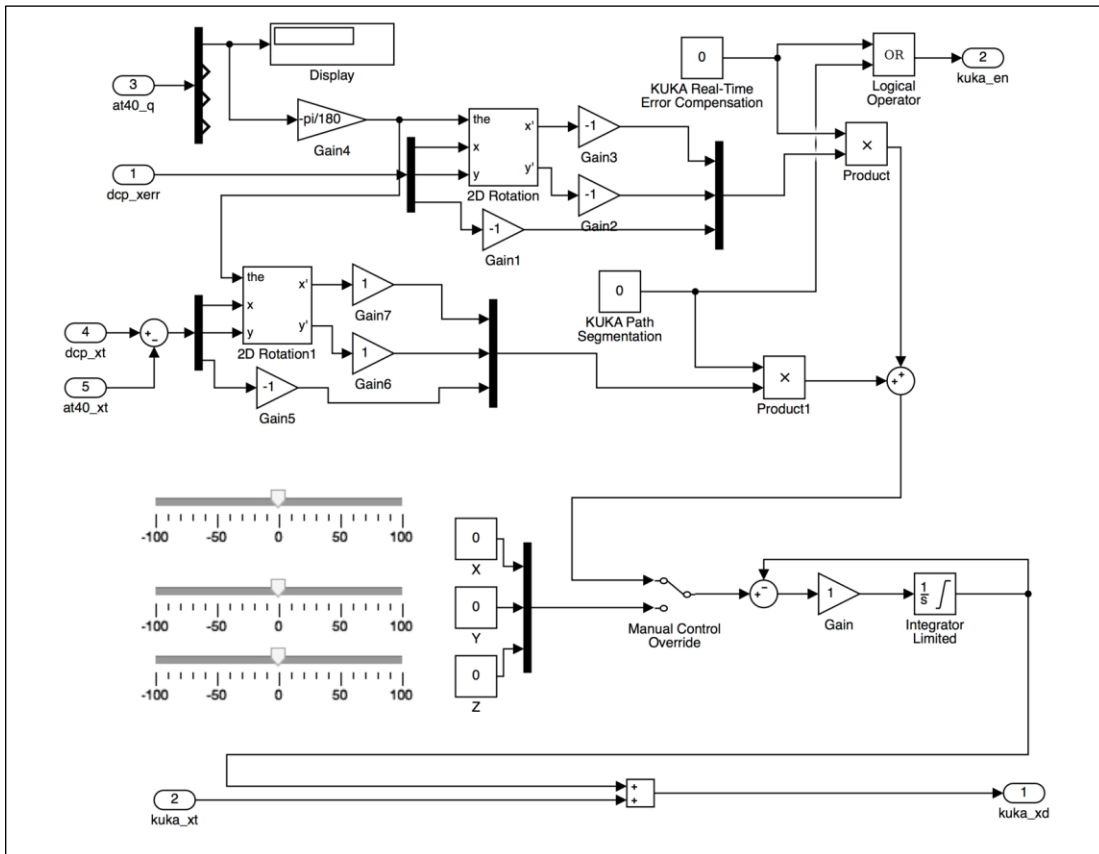 Display
3
at40_q
-pi/180
Gain4
1
dcp_xerr
the
x
y
x'
y'
2D Rotation
-1
Gain3
-1
Gain2
-1
Gain1
0
KUKA Real-Time
Error Compensation
OR
Logical
Operator
2
kuka_en
×
Product
the
x
y
x'
y'
2D Rotation1
1
Gain7
1
Gain6
-1
Gain5
4
dcp_xt
5
at40_xt
+
−
0
KUKA Path
Segmentation
×
Product1
+
+
-100 -50 0 50 100
-100 -50 0 50 100
-100 -50 0 50 100
0
X
0
Y
0
Z
Manual Control
Override
+
−
1
Gain
1
s
Integrator
Limited
2
kuka_xt
+
+
1
kuka_xd